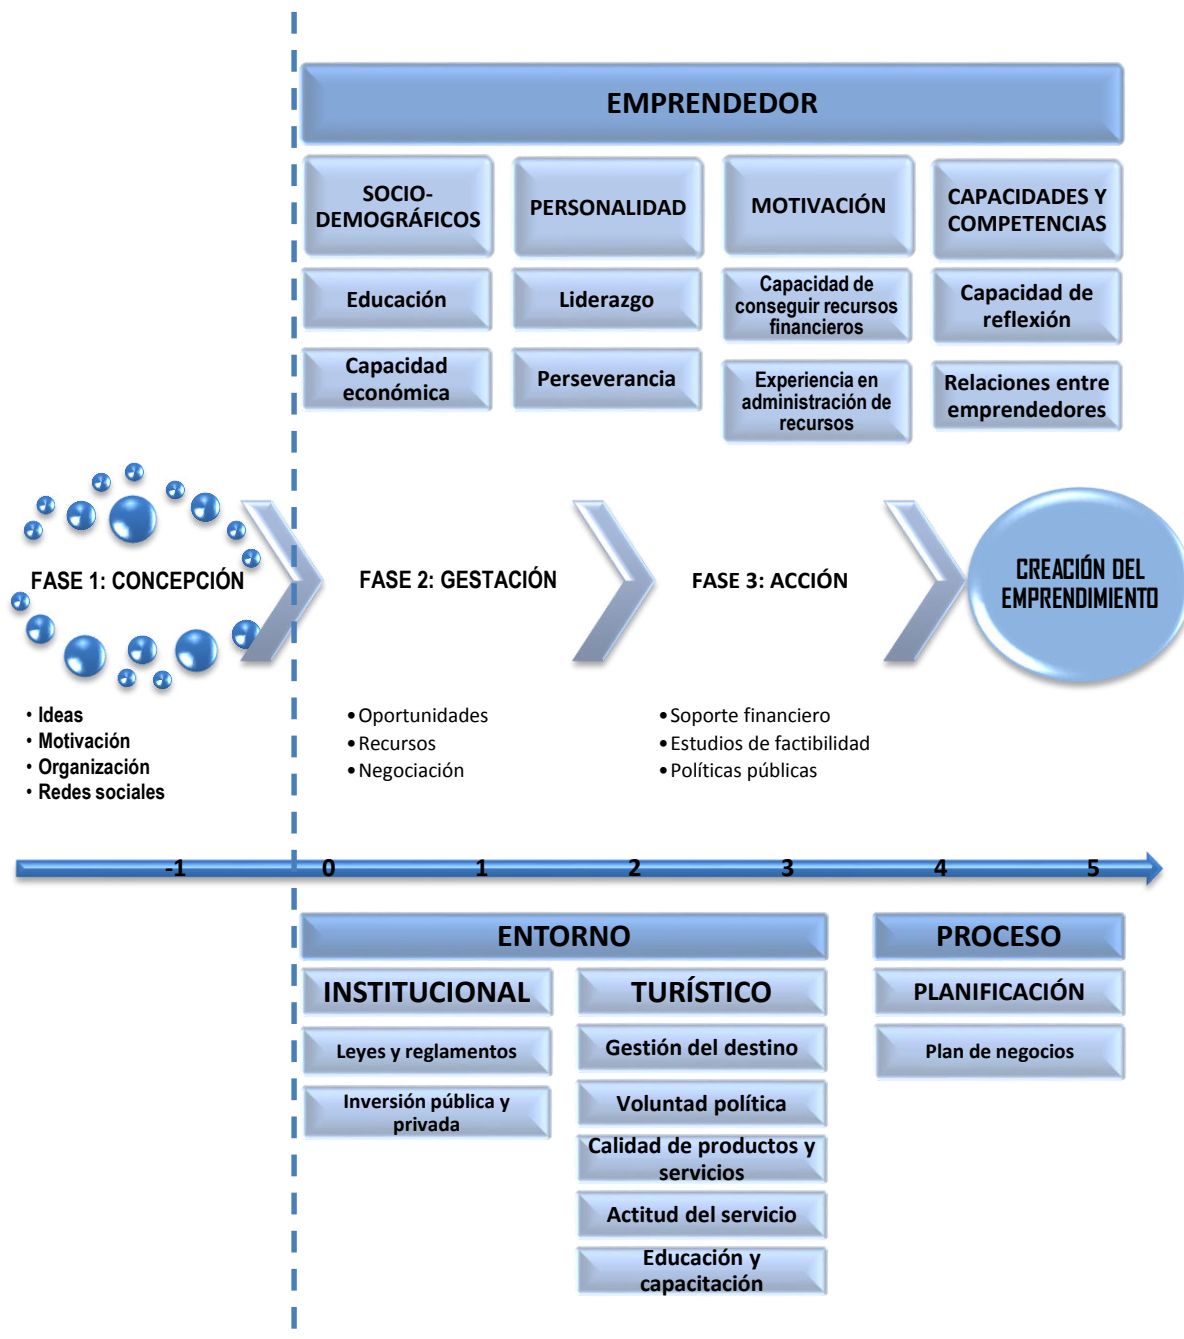 EMPRENDEDOR
SOCIO-
DEMOGRÁFICOS
PERSONALIDAD
MOTIVACIÓN
CAPACIDADES Y
COMPETENCIAS
Educación
Liderazgo
Capacidad de
conseguir recursos
financieros
Capacidad de
reflexión
Capacidad
económica
Perseverancia
Experiencia en
administración de
recursos
Relaciones entre
emprendedores
FASE 1: CONCEPCIÓN
FASE 2: GESTACIÓN
FASE 3: ACCIÓN
CREACIÓN DEL
EMPRENDIMIENTO
• Ideas
• Motivación
• Organización
• Redes sociales
• Oportunidades
• Recursos
• Negociación
• Soporte financiero
• Estudios de factibilidad
• Políticas públicas
-1 0 1 2 3 4 5
ENTORNO
PROCESO
INSTITUCIONAL
TURÍSTICO
PLANIFICACIÓN
Leyes y reglamentos
Inversión pública y
privada
Gestión del destino
Voluntad política
Calidad de productos y
servicios
Actitud del servicio
Educación y
capacitación
Plan de negocios